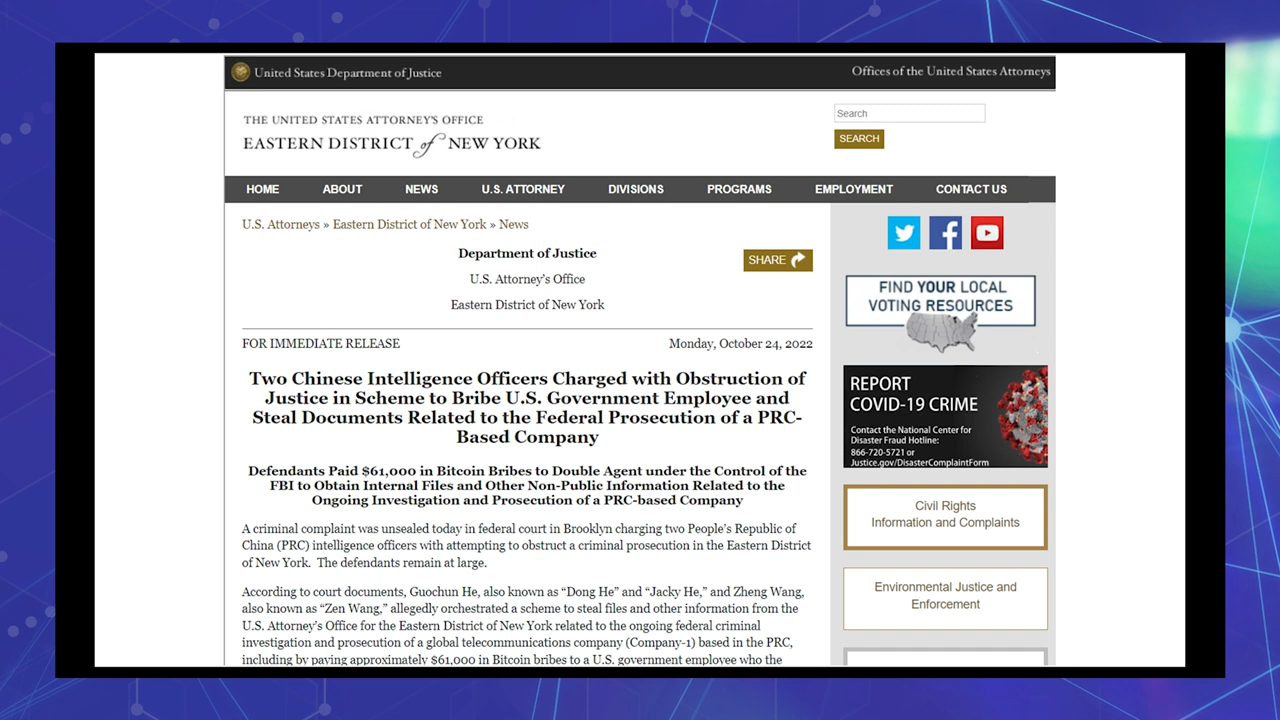 United States Department of Justice
Offices of the United States Attorneys
THE UNITED STATES ATTORNEY'S OFFICE
EASTERN DISTRICT of NEW YORK
Search
SEARCH
HOME ABOUT NEWS U.S. ATTORNEY DIVISIONS PROGRAMS EMPLOYMENT CONTACT US
U.S. Attorneys » Eastern District of New York » News
Department of Justice
U.S. Attorney's Office
Eastern District of New York
SHARE
FOR IMMEDIATE RELEASE
Monday, October 24, 2022
Two Chinese Intelligence Officers Charged with Obstruction of
Justice in Scheme to Bribe U.S. Government Employee and
Steal Documents Related to the Federal Prosecution of a PRC-
Based Company
Defendants Paid $61,000 in Bitcoin Bribes to Double Agent under the Control of the
FBI to Obtain Internal Files and Other Non-Public Information Related to the
Ongoing Investigation and Prosecution of a PRC-based Company
A criminal complaint was unsealed today in federal court in Brooklyn charging two People's Republic of
China (PRC) intelligence officers with attempting to obstruct a criminal prosecution in the Eastern District
of New York.  The defendants remain at large.
According to court documents, Guochun He, also known as “Dong He” and “Jacky He,” and Zheng Wang,
also known as “Zen Wang,” allegedly orchestrated a scheme to steal files and other information from the
U.S. Attorney's Office for the Eastern District of New York related to the ongoing federal criminal
investigation and prosecution of a global telecommunications company (Company-1) based in the PRC,
including by paying approximately $61,000 in Bitcoin bribes to a U.S. government employee who the
FIND YOUR LOCAL
VOTING RESOURCES
REPORT
COVID-19 CRIME
Contact the National Center for
Disaster Fraud Hotline:
866-720-5721 or
Justice.gov/DisasterComplaintForm
Civil Rights
Information and Complaints
Environmental Justice and
Enforcement